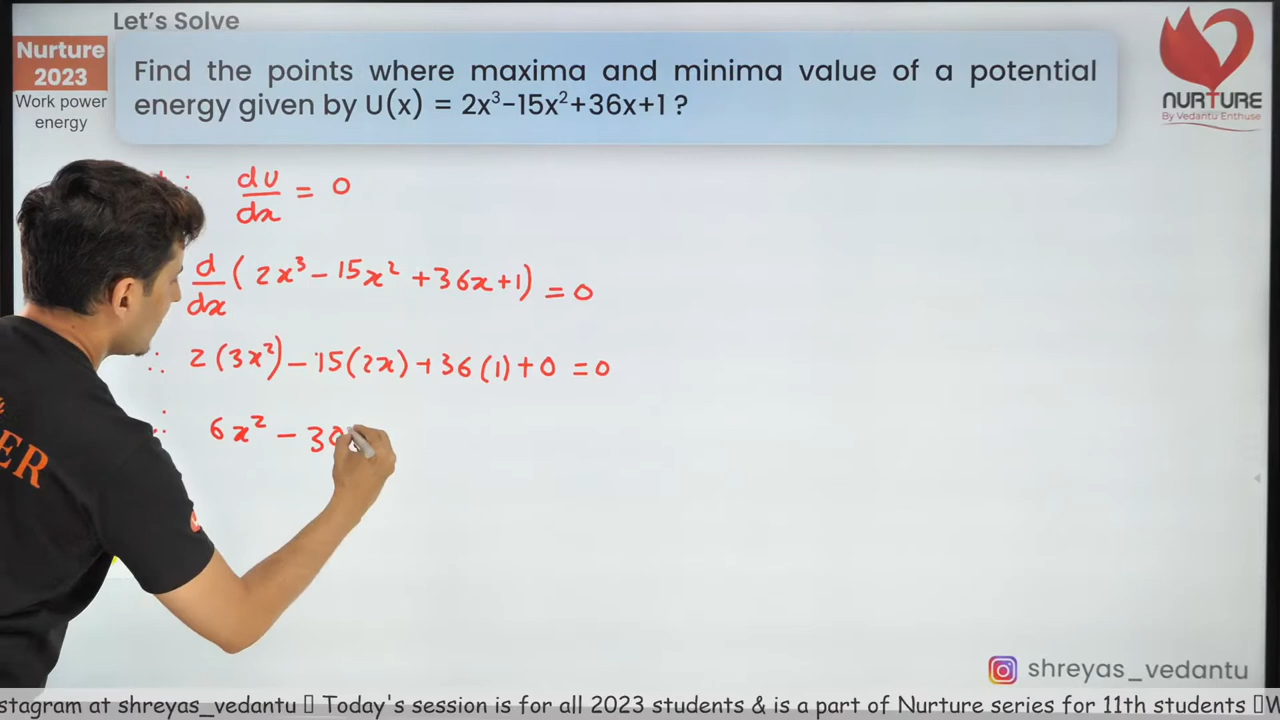 Let's Solve
Nurture
2023
Work power
energy
Find the points where maxima and minima value of a potential
energy given by U(x) = 2x³-15x²+36x+1 ?
NURTURE
By Vedantu Enthuse
∴ dU/dx = 0
d/dx (2x³ - 15x² + 36x + 1) = 0
∴ 2(3x²) - 15(2x) + 36(1) + 0 = 0
∴ 6x² - 30
ER
shreyas_vedantu
stagram at shreyas_vedantu ▯ Today's session is for all 2023 students & is a part of Nurture series for 11th students ▯W